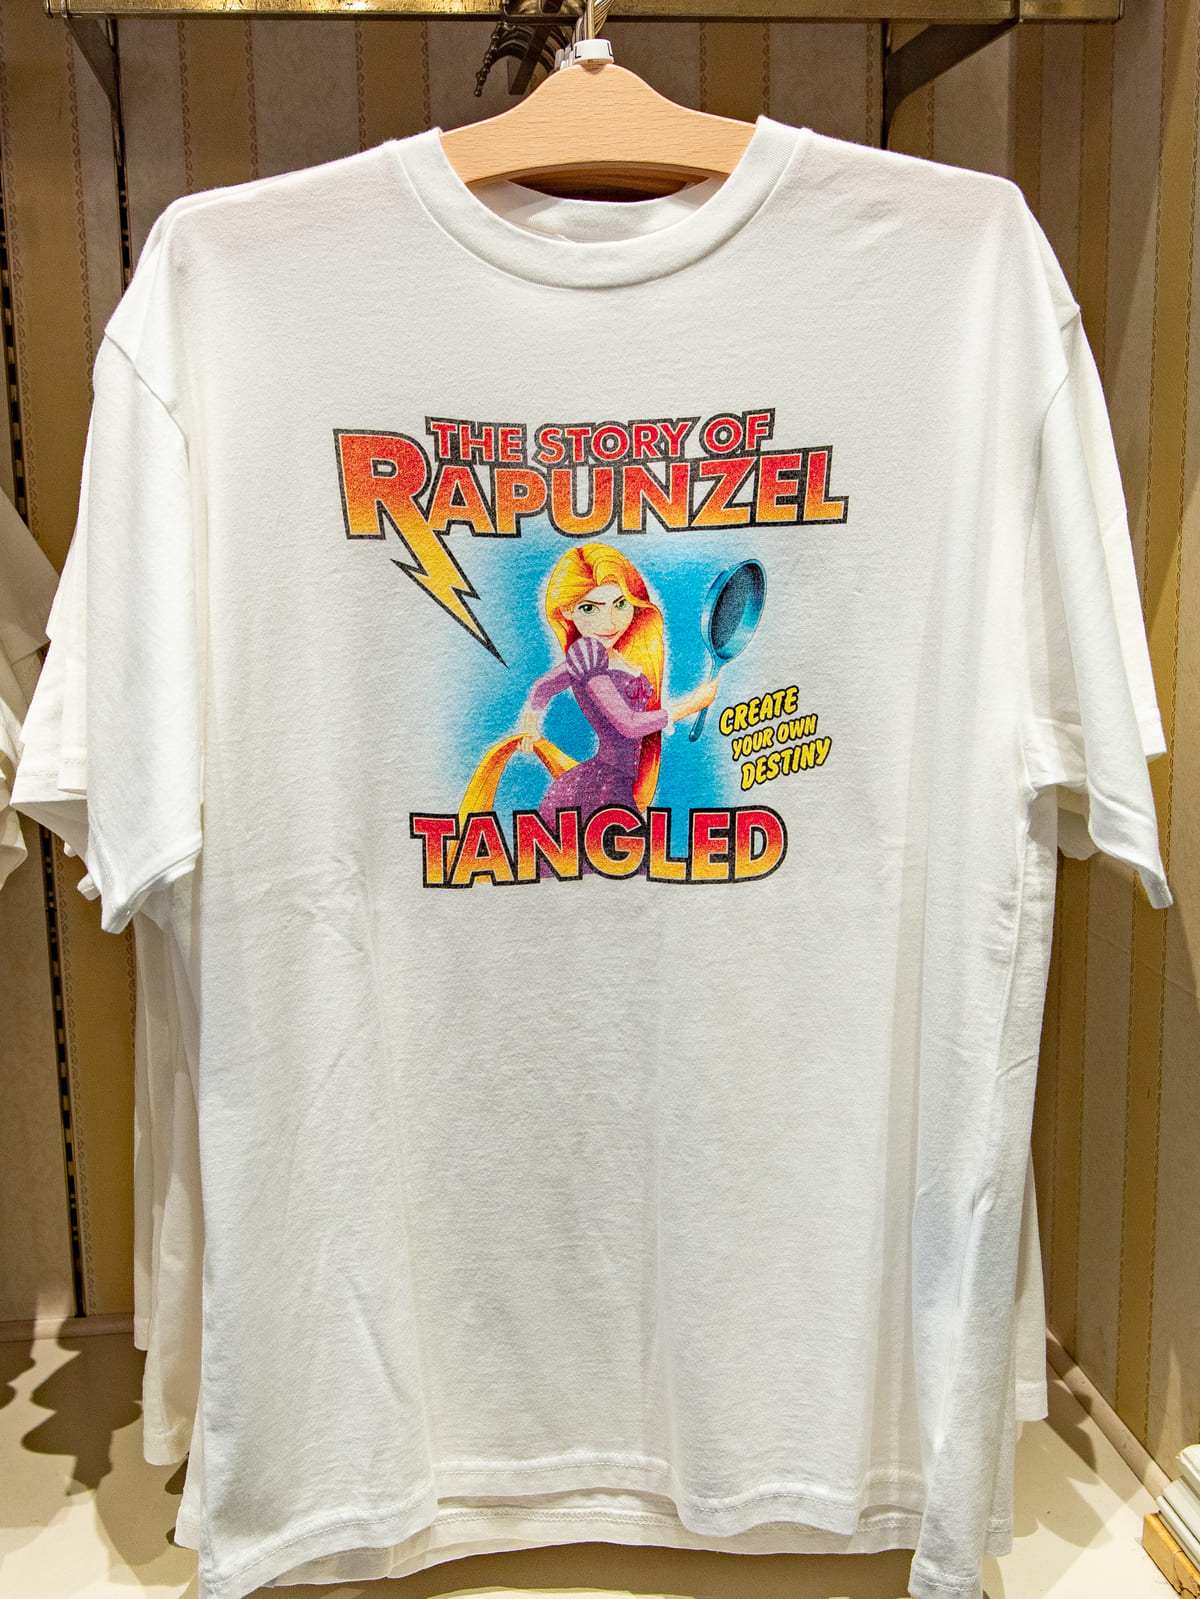 L
THE STORY OF
RAPUNZEL
CREATE
YOUR OWN
DESTINY
TANGLED